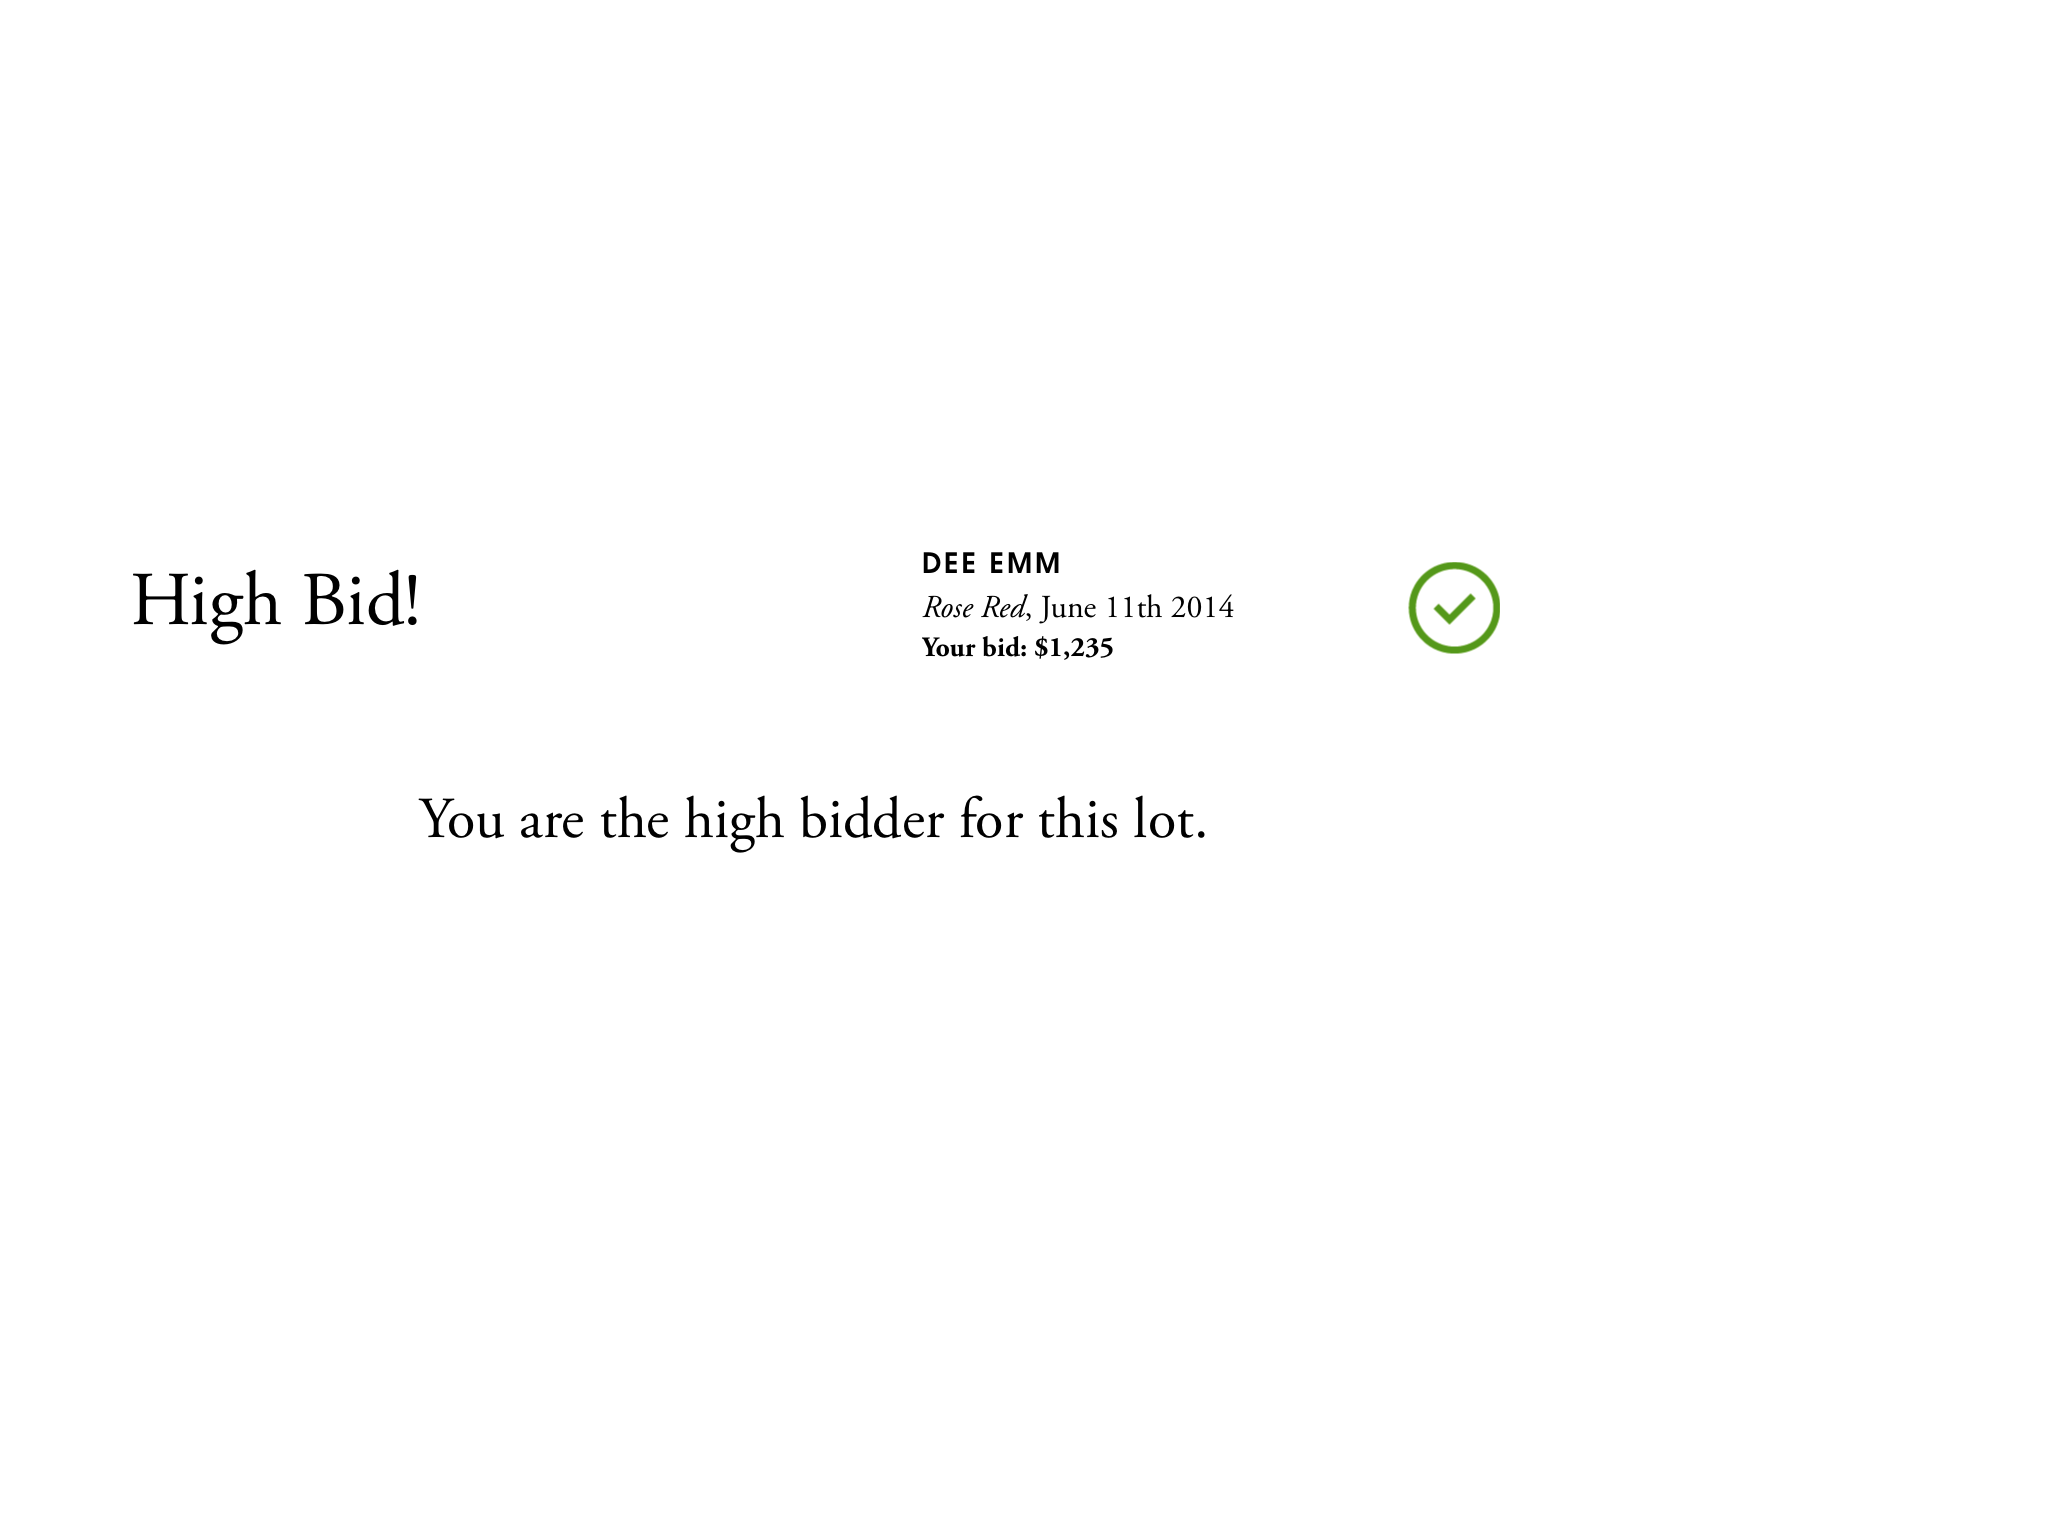 High Bid!
DEE EMM
Rose Red, June 11th 2014
Your bid: $1,235
You are the high bidder for this lot.